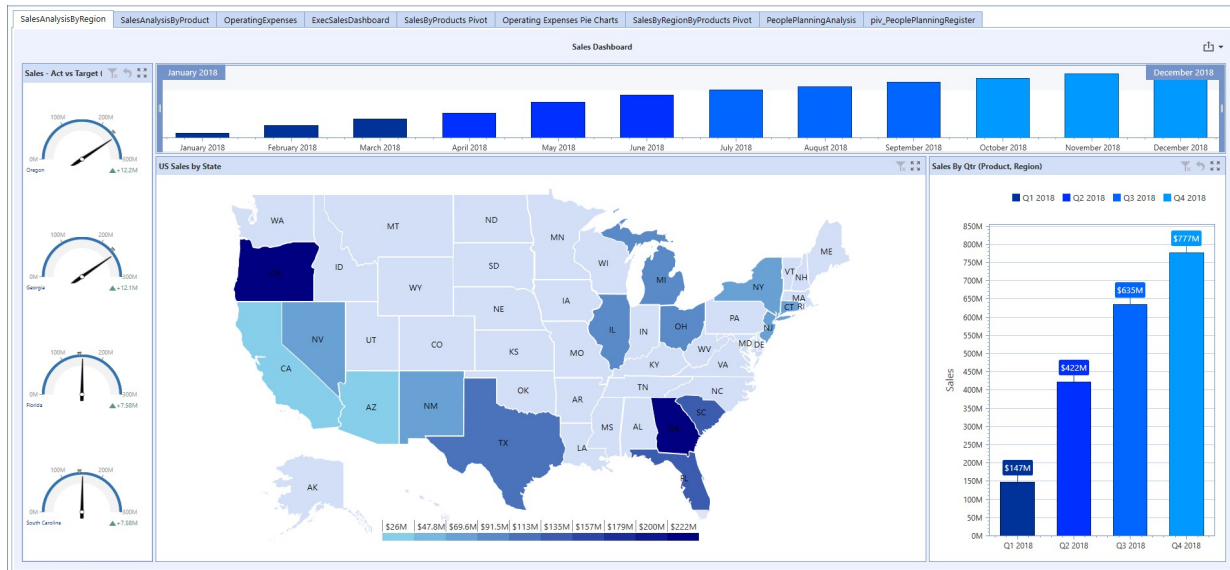 SalesAnalysisByRegion
SalesAnalysisByProduct
OperatingExpenses
ExecSalesDashboard
SalesByProducts Pivot
Operating Expenses Pie Charts
SalesByRegionByProducts Pivot
PeoplePlanningAnalysis
piv_PeoplePlanningRegister
Sales Dashboard
Sales - Act vs Target (
100M
200M
0M
300M
Oregon
+12.2M
100M
200M
0M
300M
Georgia
+12.1M
100M
200M
0M
300M
Florida
+7.58M
100M
200M
0M
300M
South Carolina
+7.58M
January 2018
December 2018
January 2018
February 2018
March 2018
April 2018
May 2018
June 2018
July 2018
August 2018
September 2018
October 2018
November 2018
December 2018
US Sales by State
WA
MT
ND
MN
ME
OR
ID
SD
WI
MI
VT
NH
WY
NY
MA
CT
RI
IA
NE
PA
NJ
NV
UT
CO
IL
IN
OH
MD
DE
WV
VA
CA
KS
MO
KY
AZ
NM
OK
AR
TN
NC
SC
TX
MS
AL
GA
LA
FL
AK
$26M
$47.8M
$69.6M
$91.5M
$113M
$135M
$157M
$179M
$200M
$222M
Sales By Qtr (Product, Region)
Q1 2018
Q2 2018
Q3 2018
Q4 2018
850M
800M
750M
700M
650M
600M
550M
500M
450M
400M
350M
300M
250M
200M
150M
100M
50M
0M
Sales
$147M
$422M
$635M
$777M
Q1 2018
Q2 2018
Q3 2018
Q4 2018